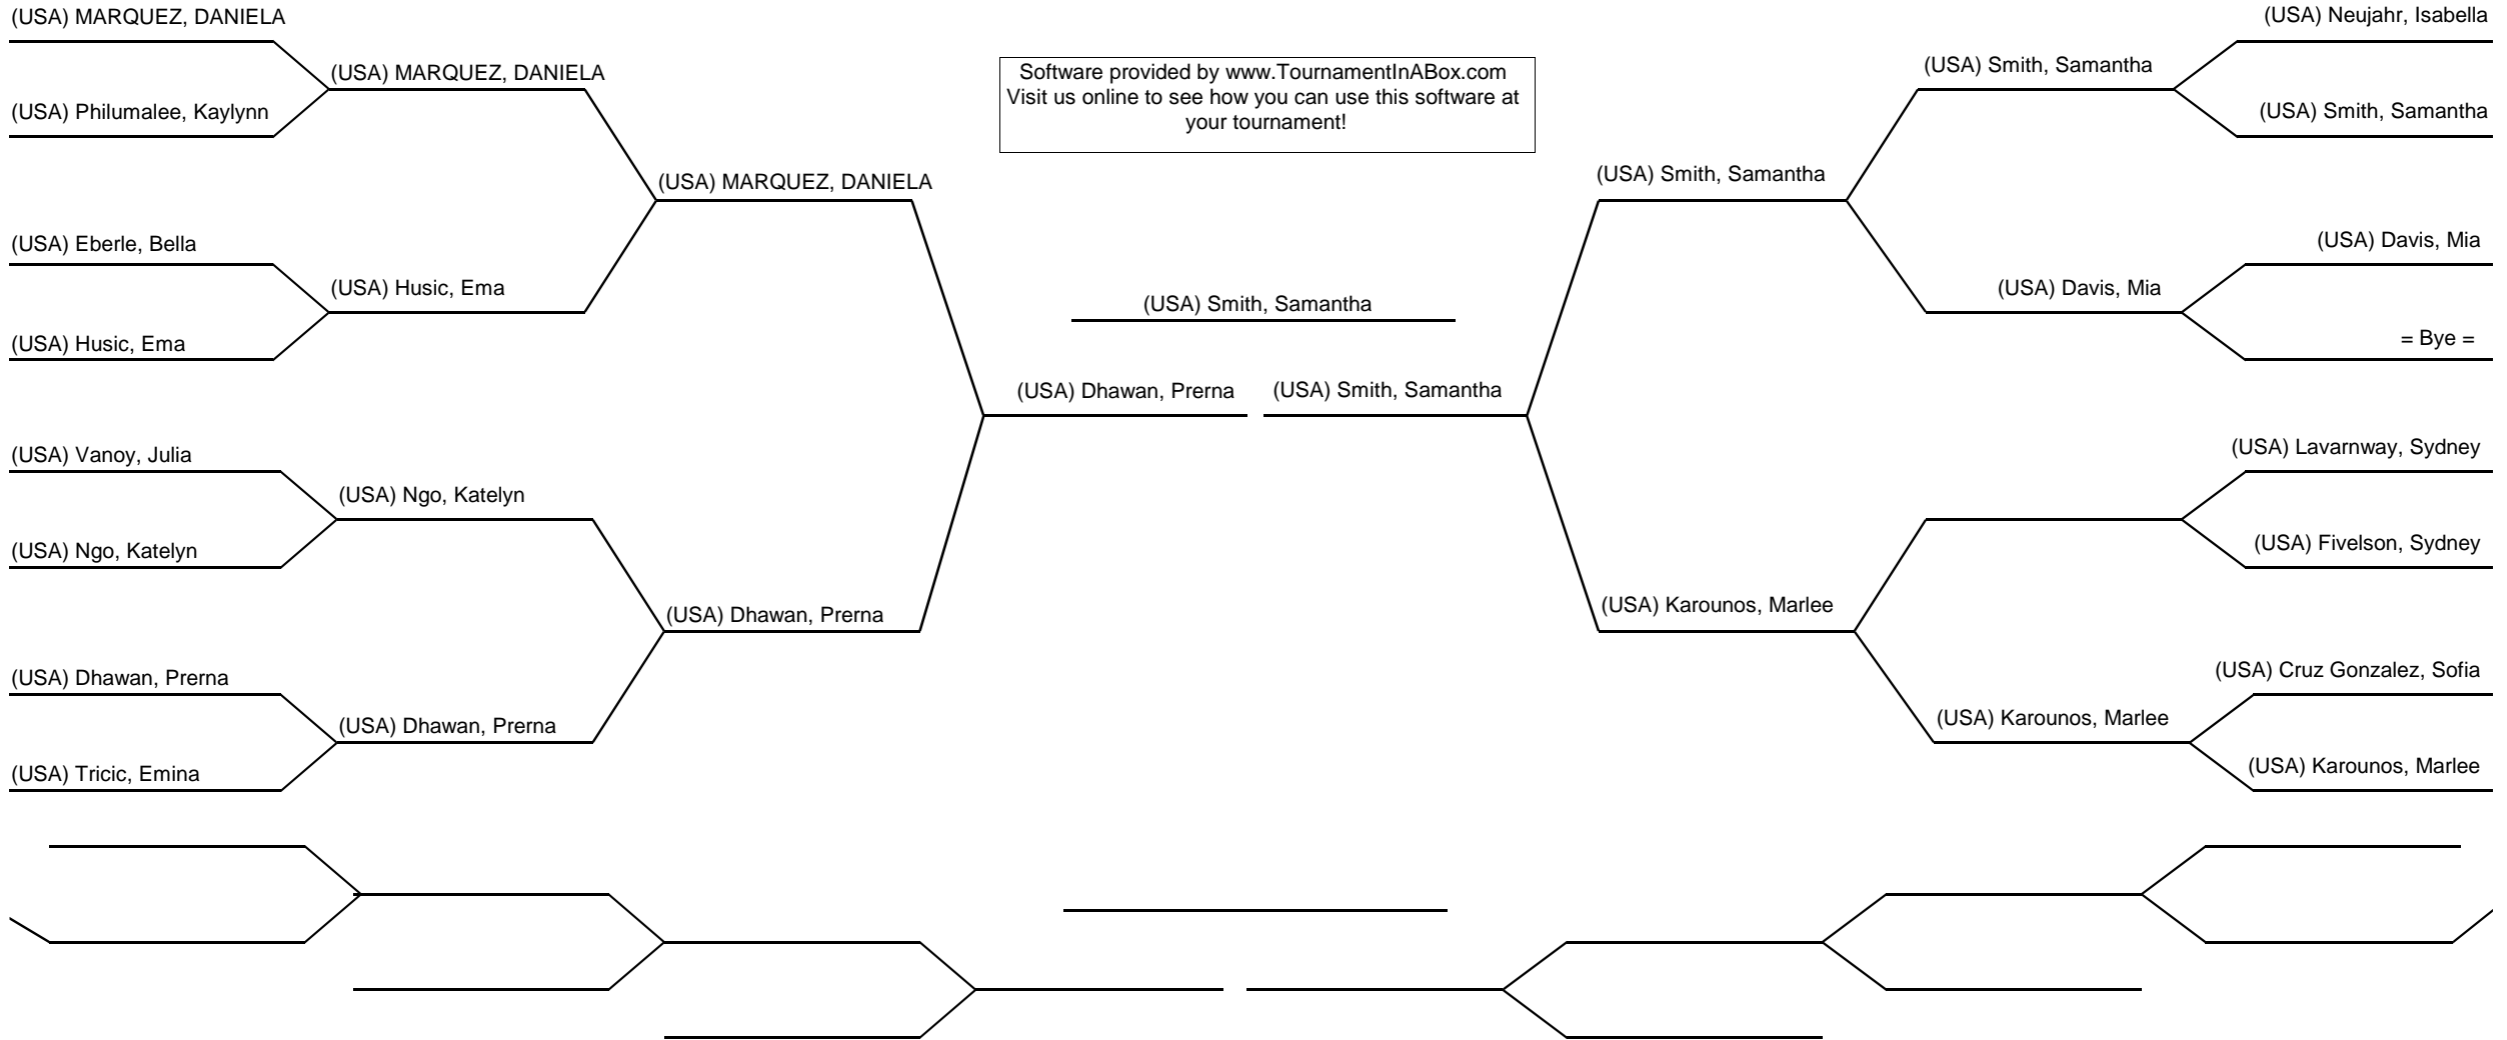 (USA) MARQUEZ, DANIELA
(USA) Philumalee, Kaylynn
(USA) Eberle, Bella
(USA) Husic, Ema
(USA) Vanoy, Julia
(USA) Ngo, Katelyn
(USA) Dhawan, Prerna
(USA) Tricic, Emina
(USA) MARQUEZ, DANIELA
(USA) Husic, Ema
(USA) Ngo, Katelyn
(USA) Dhawan, Prerna
(USA) MARQUEZ, DANIELA
(USA) Dhawan, Prerna
Software provided by www.TournamentInABox.com
Visit us online to see how you can use this software at
your tournament!
(USA) Smith, Samantha
(USA) Dhawan, Prerna
(USA) Smith, Samantha
(USA) Smith, Samantha
(USA) Karounos, Marlee
(USA) Smith, Samantha
(USA) Davis, Mia
(USA) Karounos, Marlee
(USA) Neujahr, Isabella
(USA) Smith, Samantha
(USA) Davis, Mia
= Bye =
(USA) Lavarnway, Sydney
(USA) Fivelson, Sydney
(USA) Cruz Gonzalez, Sofia
(USA) Karounos, Marlee